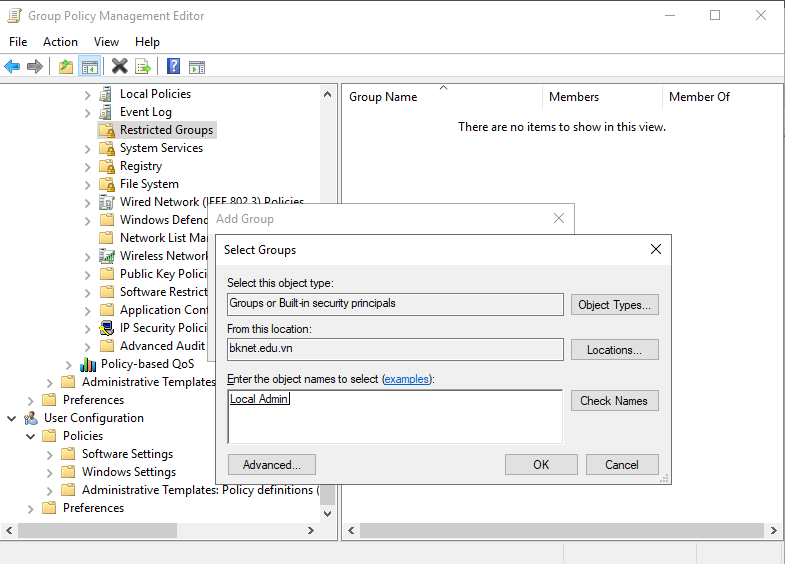 Group Policy Management Editor
File Action View Help
Local Policies
Event Log
Restricted Groups
System Services
Registry
File System
Wired Network (IEEE 802.3) Policies
Windows Defen
Network List Ma
Wireless Network
Public Key Polici
Software Restrict
Application Cont
IP Security Polici
Advanced Audit
Policy-based QoS
Administrative Templates
Preferences
User Configuration
Policies
Software Settings
Windows Settings
Administrative Templates: Policy definitions (
Preferences
Group Name Members Member Of
There are no items to show in this view.
Add Group
Select Groups
Select this object type:
Groups or Built-in security principals
Object Types...
From this location:
bknet.edu.vn
Locations...
Enter the object names to select (examples):
Local Admin
Check Names
Advanced...
OK
Cancel